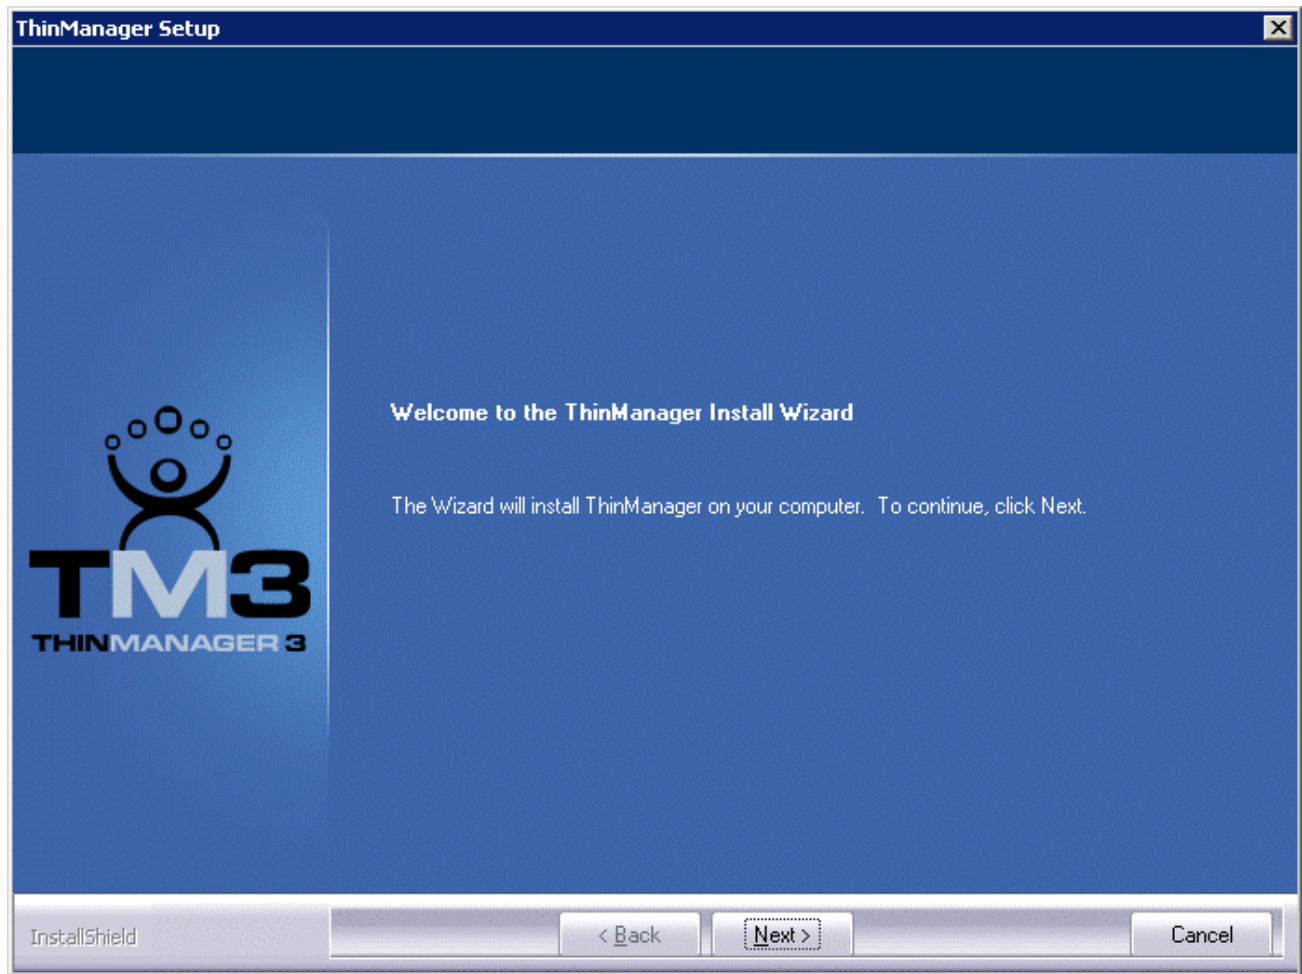 ThinManager Setup
Welcome to the ThinManager Install Wizard
The Wizard will install ThinManager on your computer.  To continue, click Next.
TM3
THINMANAGER 3
InstallShield
< Back
Next >
Cancel